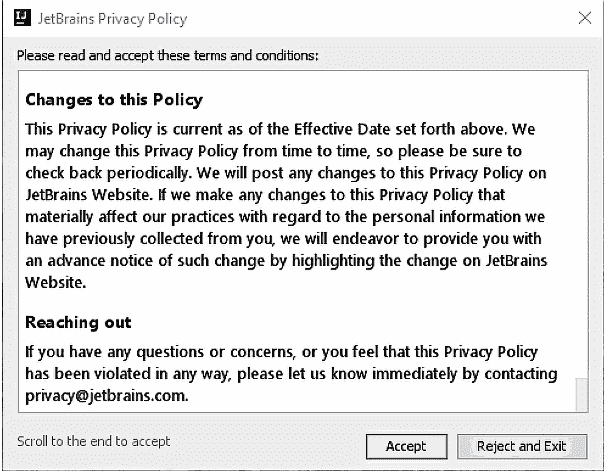 IJ JetBrains Privacy Policy
Please read and accept these terms and conditions:
Changes to this Policy
This Privacy Policy is current as of the Effective Date set forth above. We
may change this Privacy Policy from time to time, so please be sure to
check back periodically. We will post any changes to this Privacy Policy on
JetBrains Website. If we make any changes to this Privacy Policy that
materially affect our practices with regard to the personal information we
have previously collected from you, we will endeavor to provide you with
an advance notice of such change by highlighting the change on JetBrains
Website.
Reaching out
If you have any questions or concerns, or you feel that this Privacy Policy
has been violated in any way, please let us know immediately by contacting
privacy@jetbrains.com.
Scroll to the end to accept
Accept
Reject and Exit